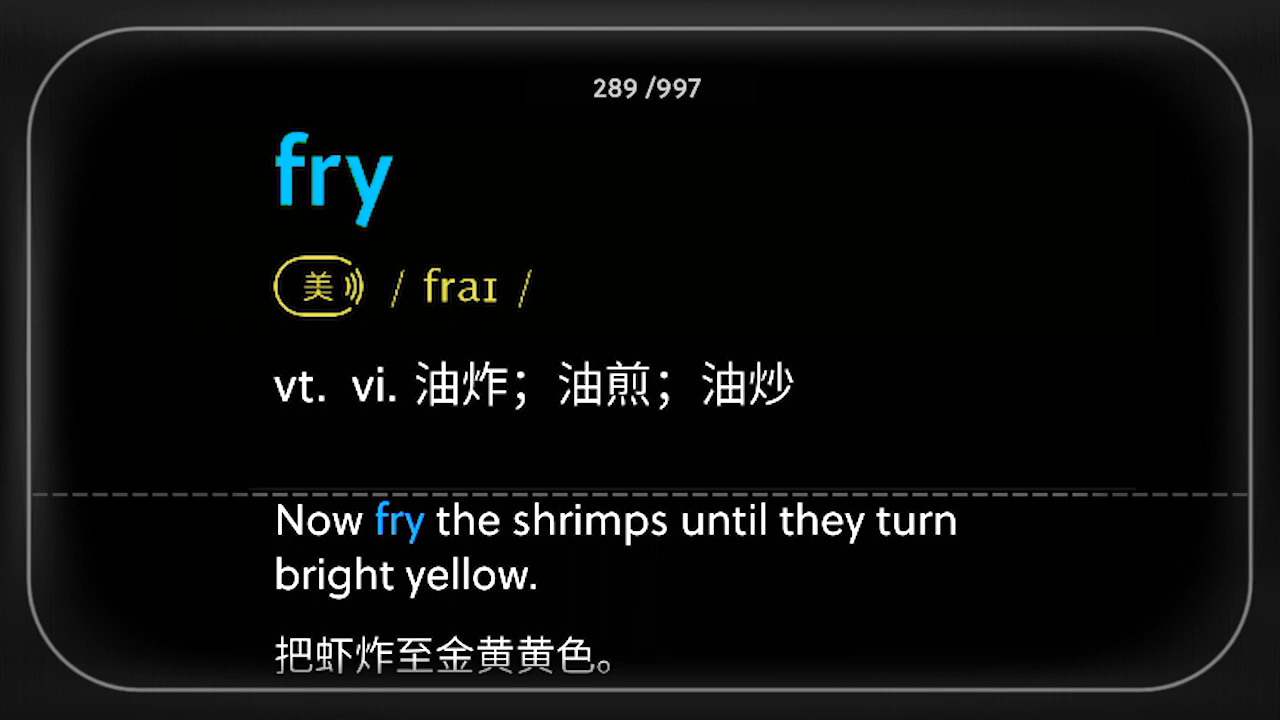 289 /997
fry
美 / fraɪ /
vt. vi. 油炸；油煎；油炒
Now fry the shrimps until they turn
bright yellow.
把虾炸至金黄黄色。